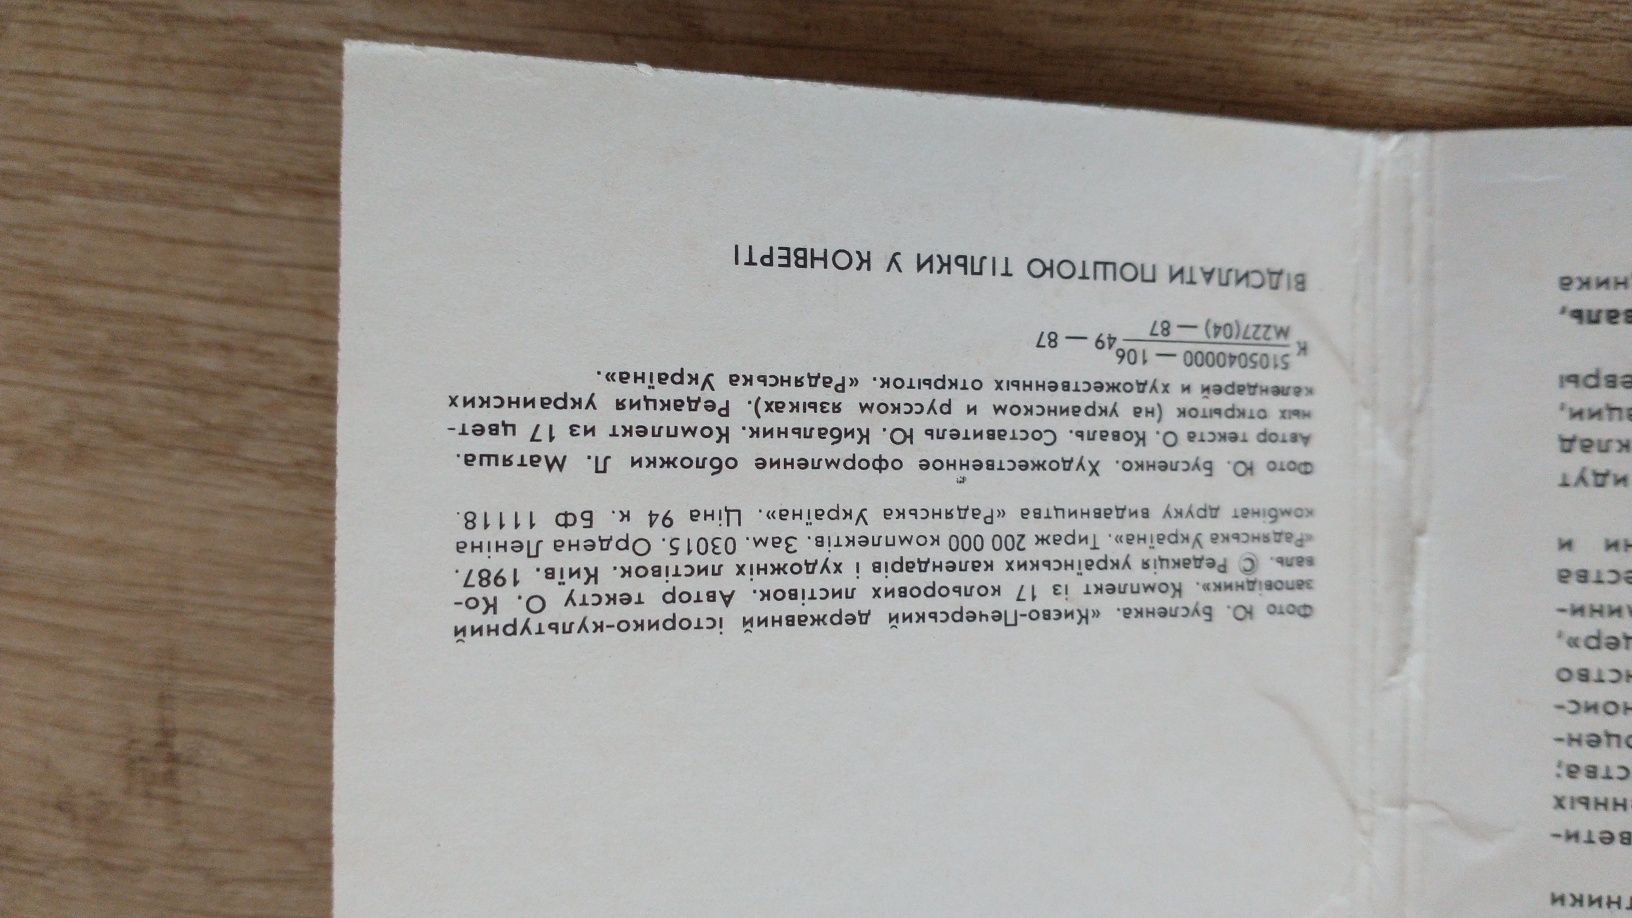 Фото Ю. Бусленка. «Києво-Печерський державний історико-культурний
заповідник». Комплект із 17 кольорових листівок. Автор тексту О. Ко-
валь. © Редакція українських календарів і художніх листівок. Київ. 1987.
«Радянська Україна». Тираж 200 000 комплектів. Зам. 03015. Ордена Леніна
комбінат друку видавництва «Радянська Україна». Ціна 94 к. БФ 11118.
Фото Ю. Бусленко. Художественное оформление обложки Л. Матяша.
Автор текста О. Коваль. Составитель Ю. Кибальник. Комплект из 17 цвет-
ных открыток (на украинском и русском языках). Редакция украинских
календарей и художественных открыток. «Радянська Україна».
К 5105040000 — 106 49 — 87
М227(04) — 87
ВІДСИЛАТИ ПОШТОЮ ТІЛЬКИ У КОНВЕРТІ